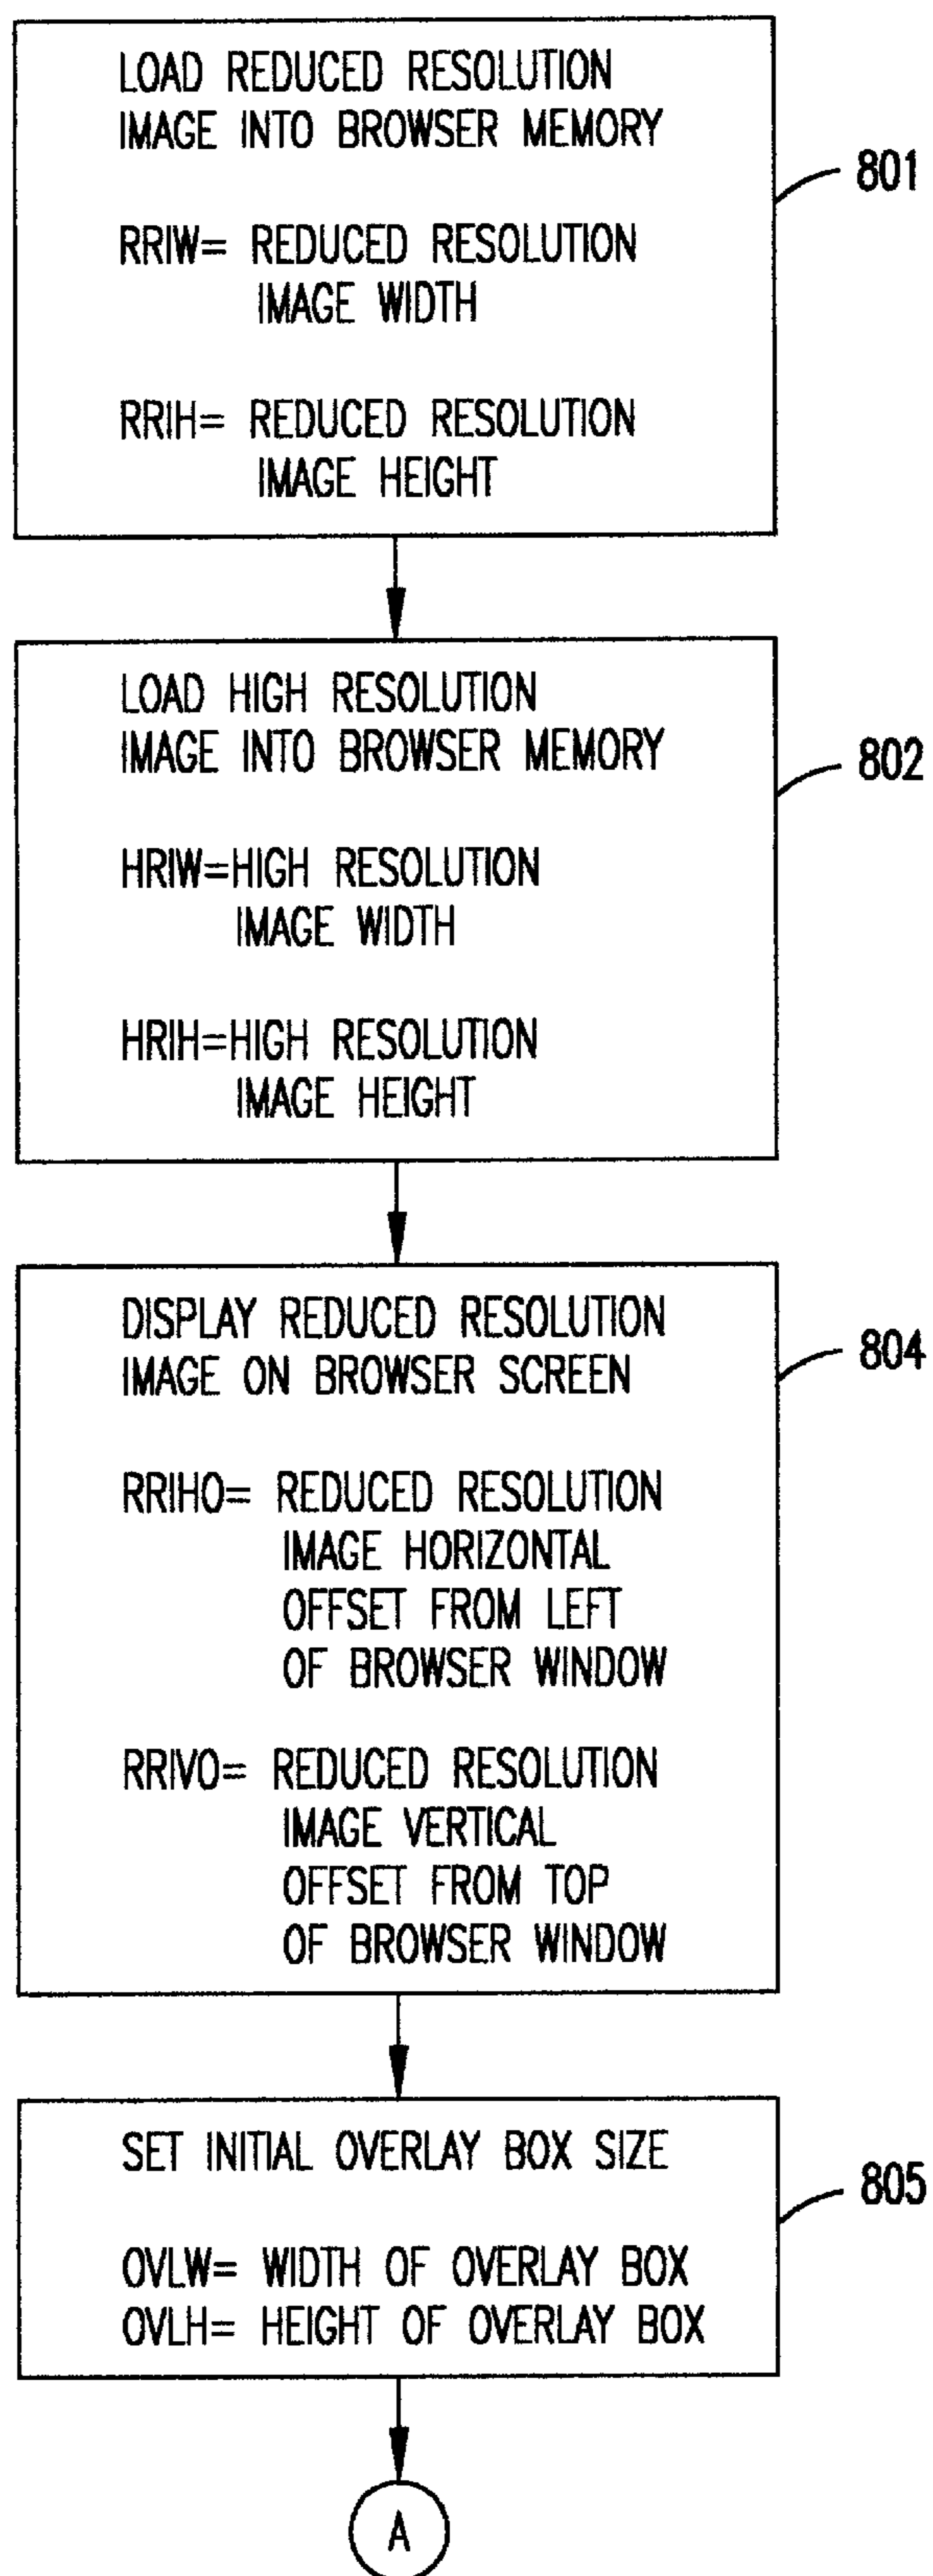 LOAD REDUCED RESOLUTION
IMAGE INTO BROWSER MEMORY
RRIW= REDUCED RESOLUTION
IMAGE WIDTH
RRIH= REDUCED RESOLUTION
IMAGE HEIGHT
801
LOAD HIGH RESOLUTION
IMAGE INTO BROWSER MEMORY
HRIW=HIGH RESOLUTION
IMAGE WIDTH
HRIH=HIGH RESOLUTION
IMAGE HEIGHT
802
DISPLAY REDUCED RESOLUTION
IMAGE ON BROWSER SCREEN
RRIHO= REDUCED RESOLUTION
IMAGE HORIZONTAL
OFFSET FROM LEFT
OF BROWSER WINDOW
RRIVO= REDUCED RESOLUTION
IMAGE VERTICAL
OFFSET FROM TOP
OF BROWSER WINDOW
804
SET INITIAL OVERLAY BOX SIZE
OVLW= WIDTH OF OVERLAY BOX
OVLH= HEIGHT OF OVERLAY BOX
805
A